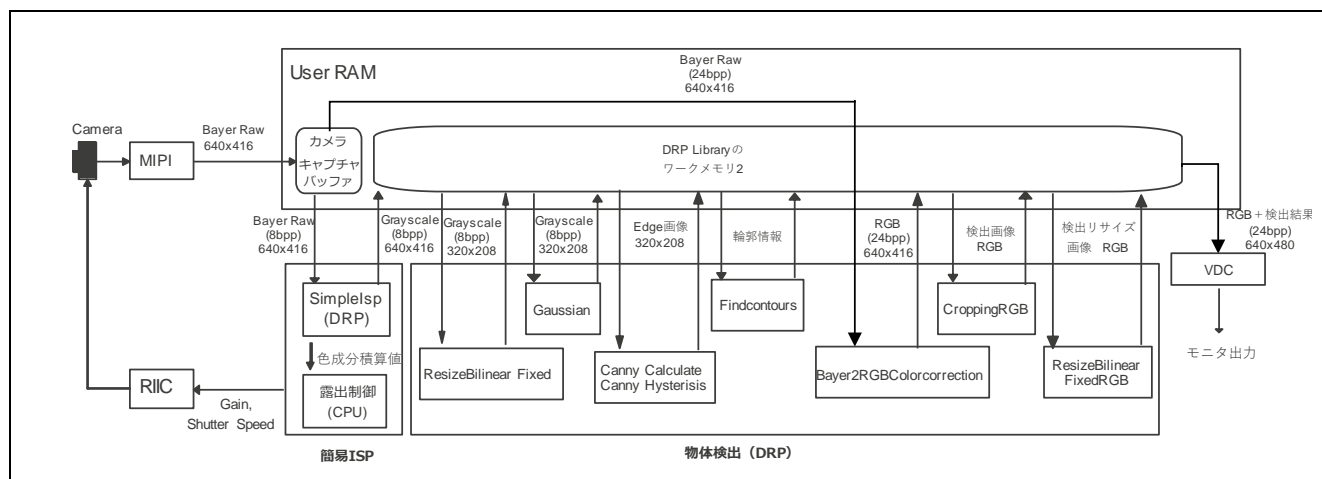 User RAM
Bayer Raw
(24bpp)
640x416
Camera
MIPI
Bayer Raw
640x416
カメラ
キャプチャ
バッファ
DRP Libraryの
ワークメモリ2
Bayer Raw
(8bpp)
640x416
Grayscale
(8bpp)
640x416
Grayscale
(8bpp)
320x208
Grayscale
(8bpp)
320x208
Edge画像
320x208
輪郭情報
RGB
(24bpp)
640x416
検出画像
RGB
検出リサイズ
画像 RGB
RGB+検出結果
(24bpp)
640x480
SimpleIsp
(DRP)
色成分積算値
露出制御
(CPU)
RIIC
Gain,
Shutter Speed
簡易ISP
ResizeBilinear Fixed
Gaussian
Canny Calculate
Canny Hysterisis
Findcontours
Bayer2RGBColorcorrection
CroppingRGB
ResizeBilinear
FixedRGB
物体検出（DRP）
VDC
モニタ出力